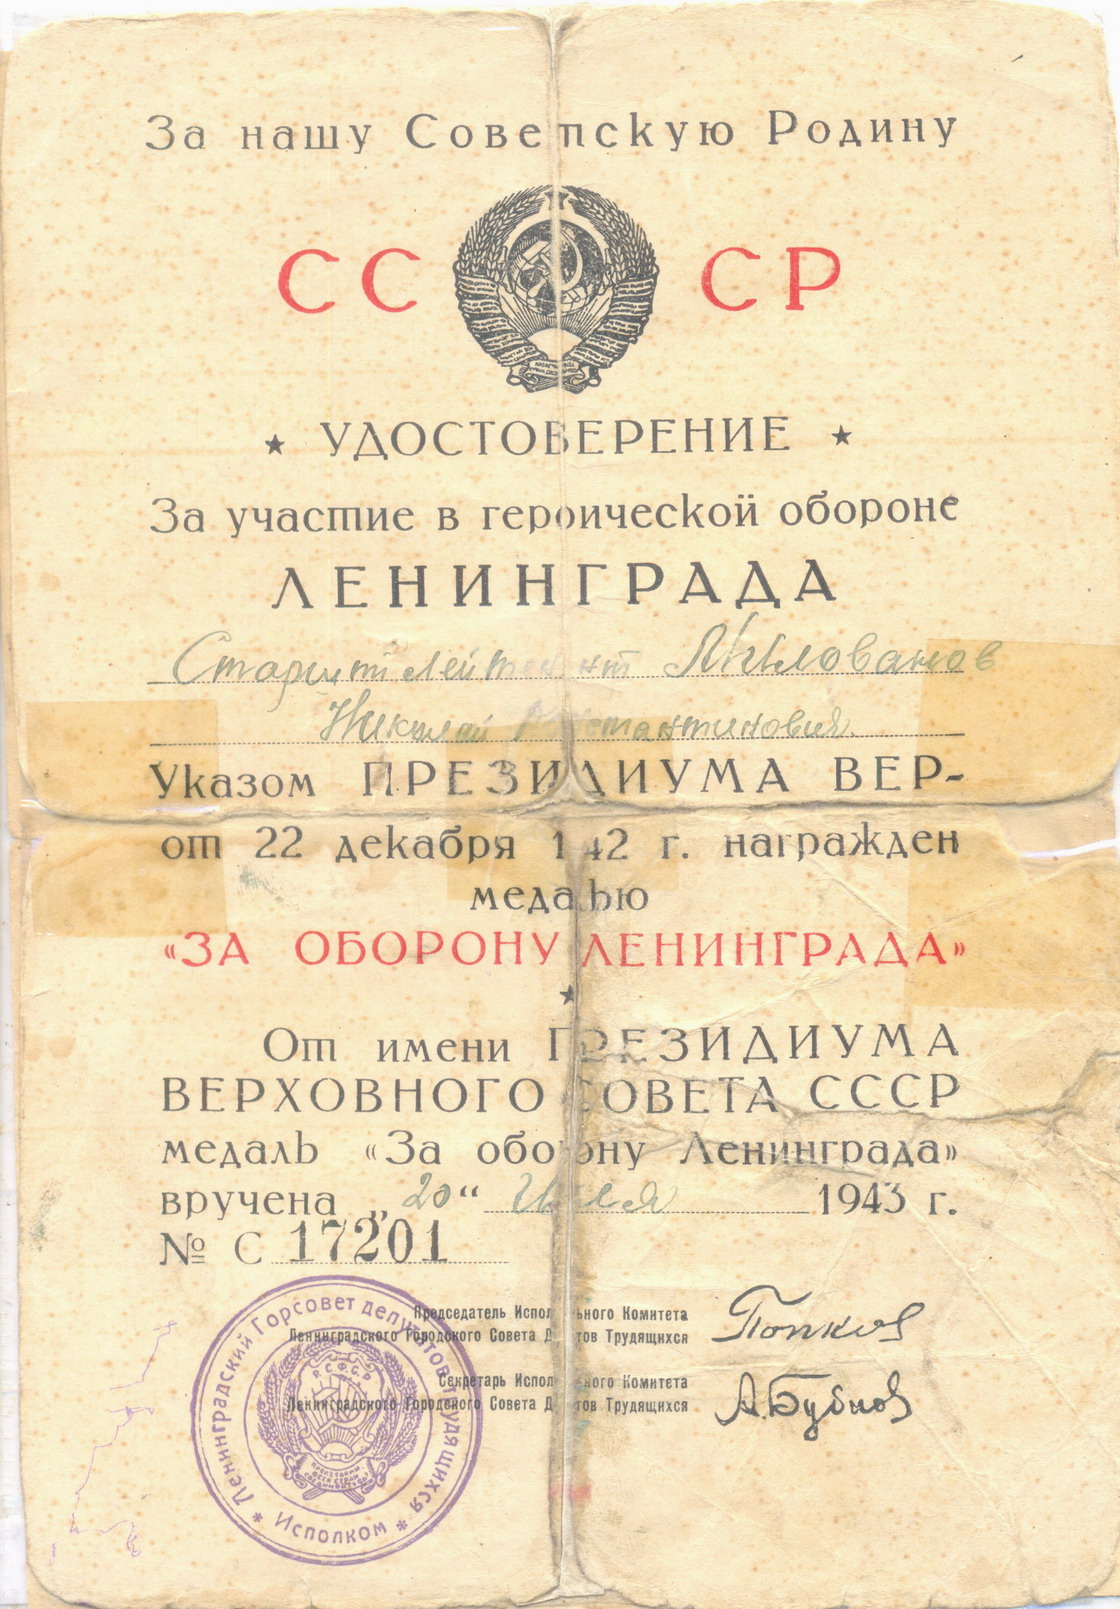 За нашу Советскую Родину
СС СР
★ УДОСТОВЕРЕНИЕ ★
За участие в героической обороне
ЛЕНИНГРАДА
лейтенант Милованов
Николай Константинович
Указом ПРЕЗИДИУМА ВЕР-
от 22 декабря 1942 г. награжден
медалью
«ЗА ОБОРОНУ ЛЕНИНГРАДА»
★
От имени ПРЕЗИДИУМА
ВЕРХОВНОГО СОВЕТА СССР
медаль «За оборону Ленинграда»
вручена „20“ 1943 г.
№ С 17201
Председатель Исполнительного Комитета
Ленинградского Городского Совета Депутатов Трудящихся
Попков
Секретарь Исполнительного Комитета
Ленинградского Городского Совета Депутатов Трудящихся
А.Бубнов
Ленинградский Горсовет депутатов трудящихся
* Исполком *
Р.С.Ф.С.Р